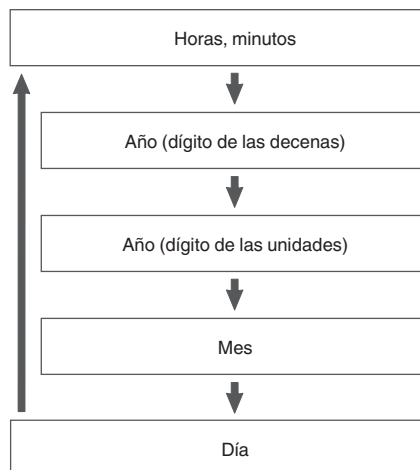 Horas, minutos
Año (dígito de las decenas)
Año (dígito de las unidades)
Mes
Día